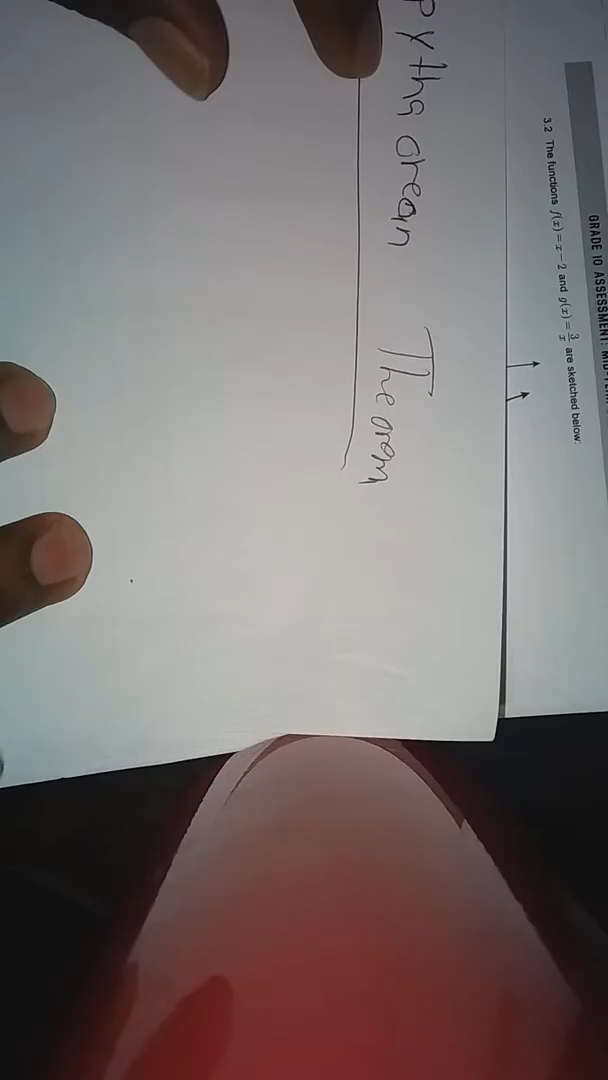 GRADE 10 ASSESSMENT:
3.2 The functions f(x) = x − 2 and g(x) = 3/x are sketched below:
Pythagorean Theorem